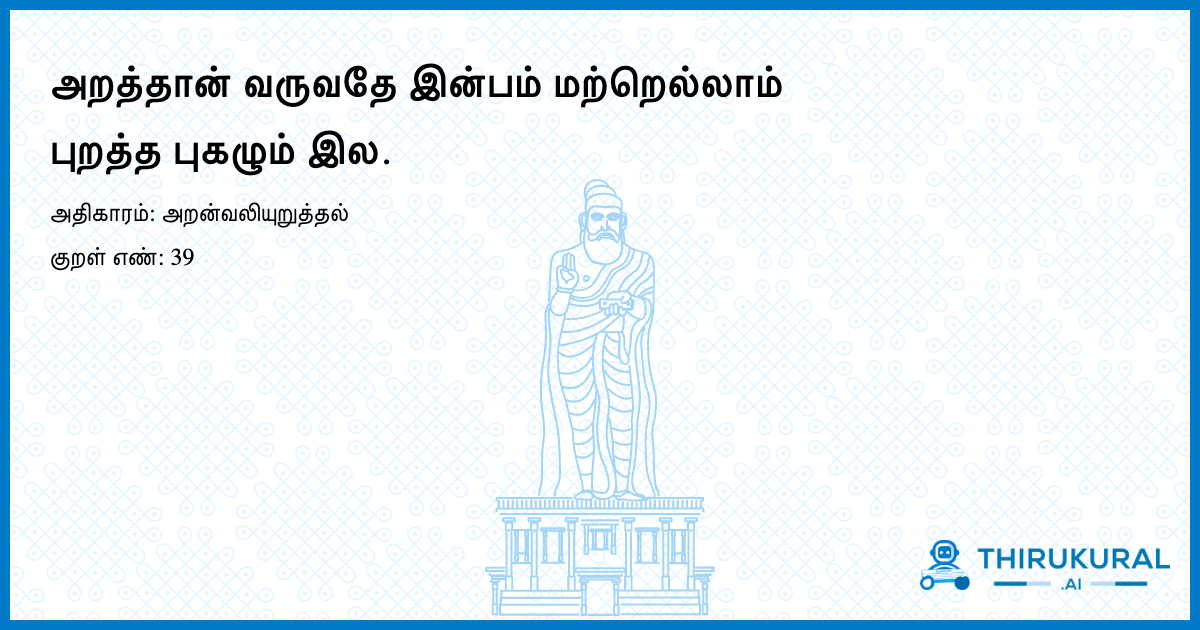 அறத்தான் வருவதே இன்பம் மற்றெல்லாம்
புறத்த புகழும் இல.
அதிகாரம்: அறன்வலியுறுத்தல்
குறள் எண்: 39
THIRUKURAL
.AI